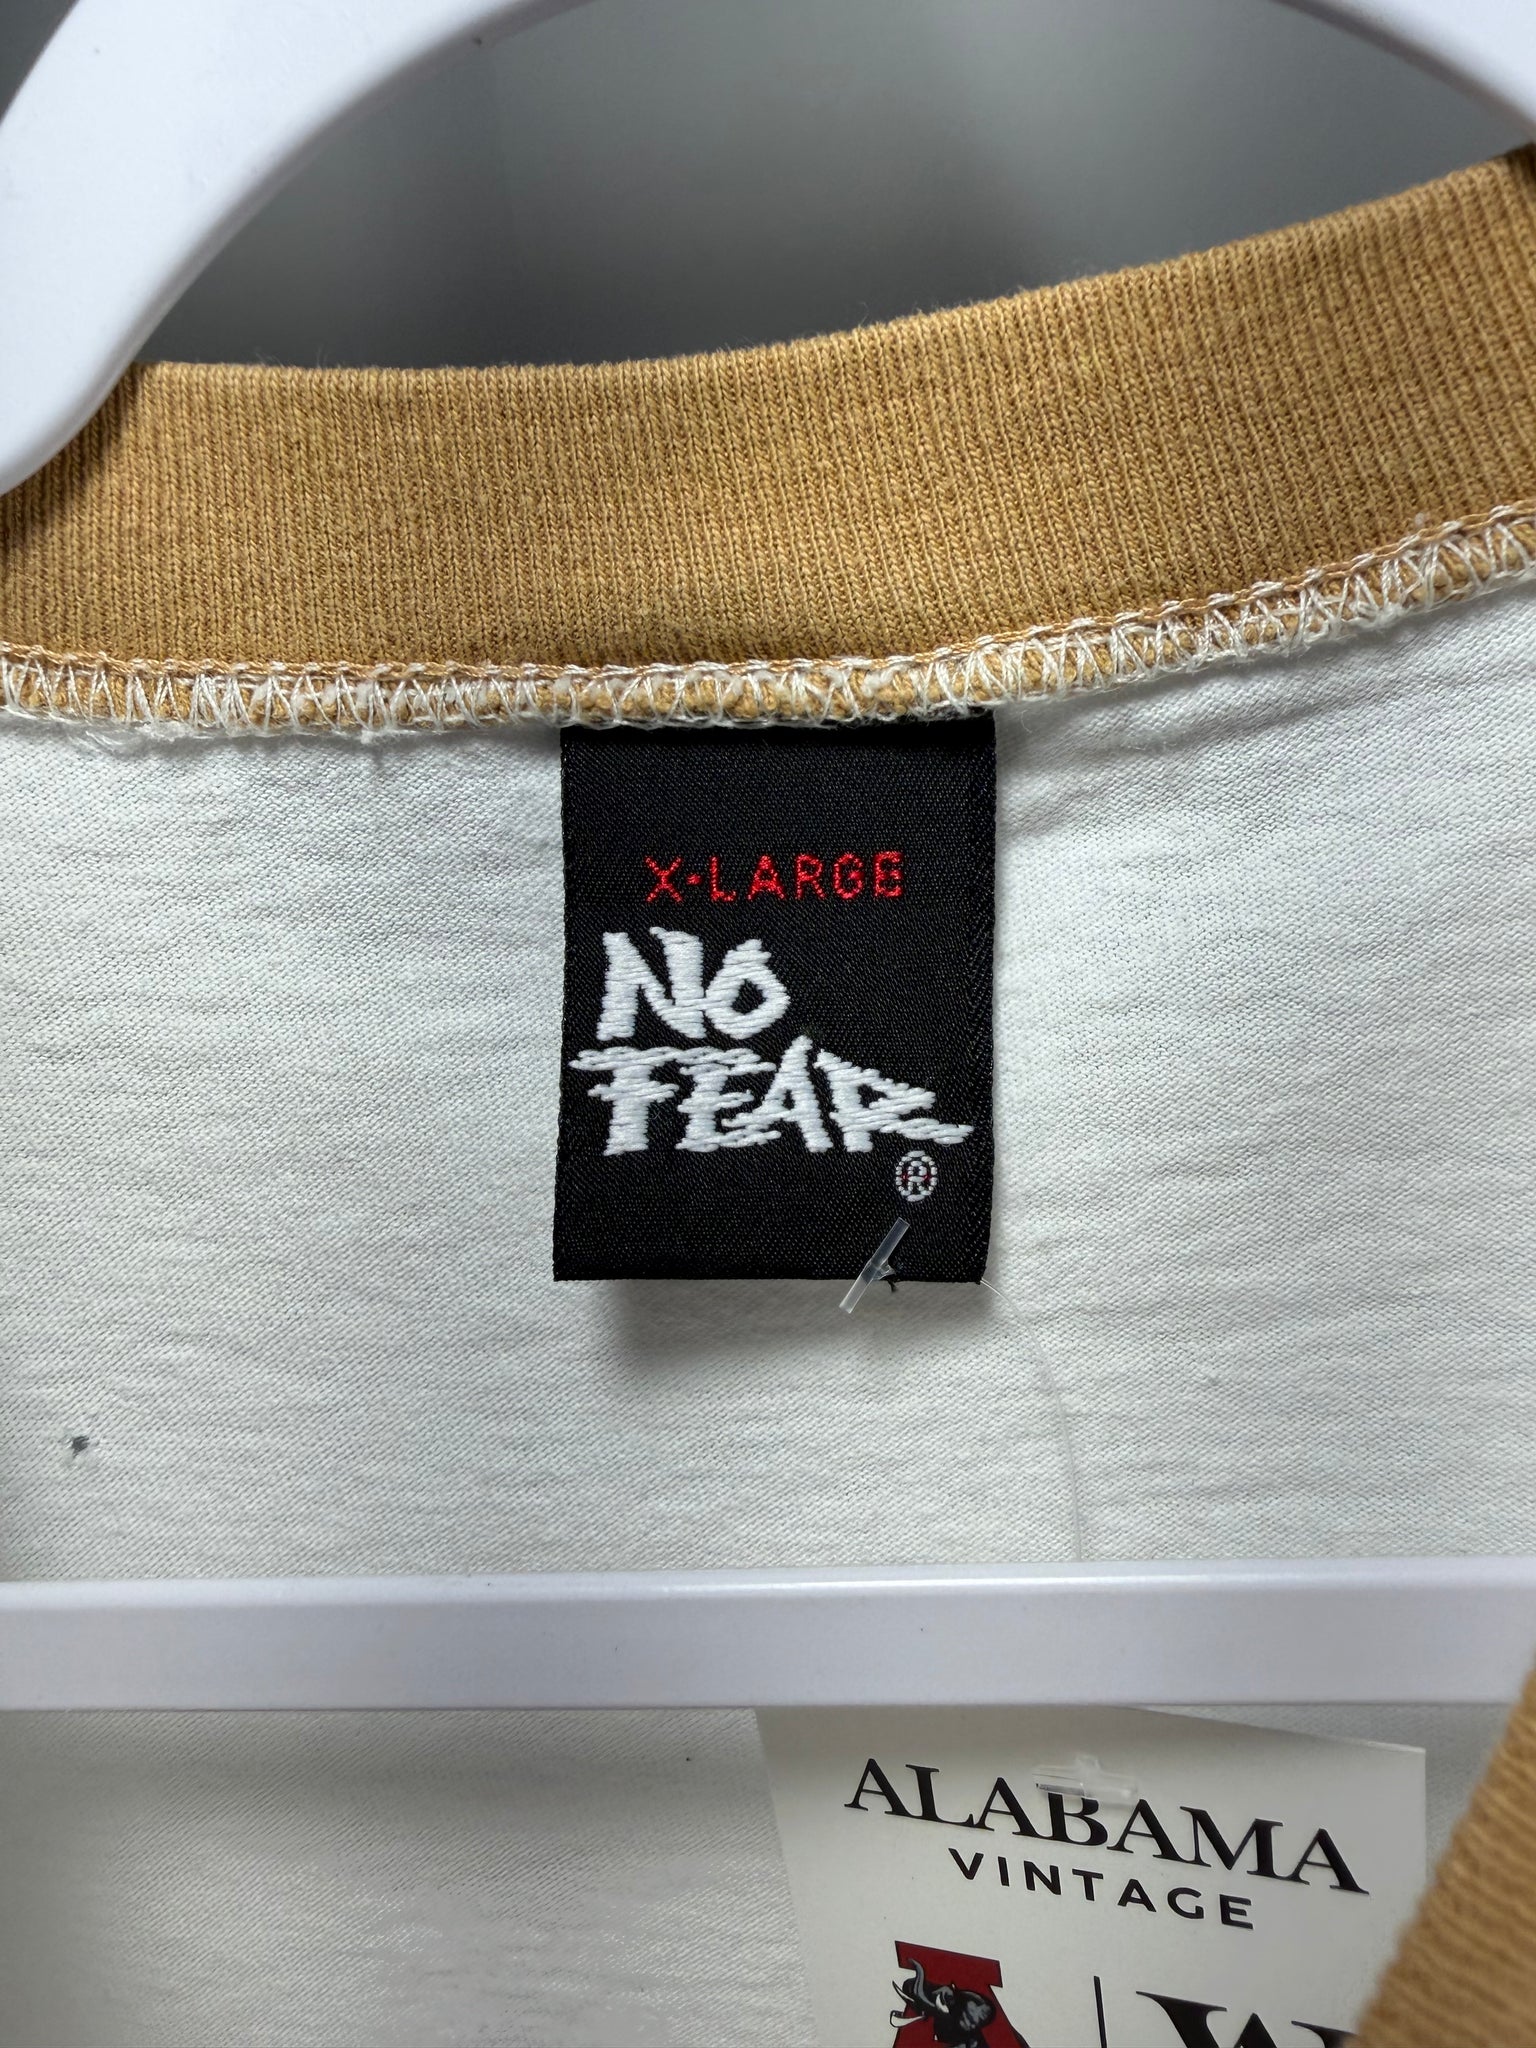 X-LARGE
NO
FEAR
®
ALABAMA
VINTAGE